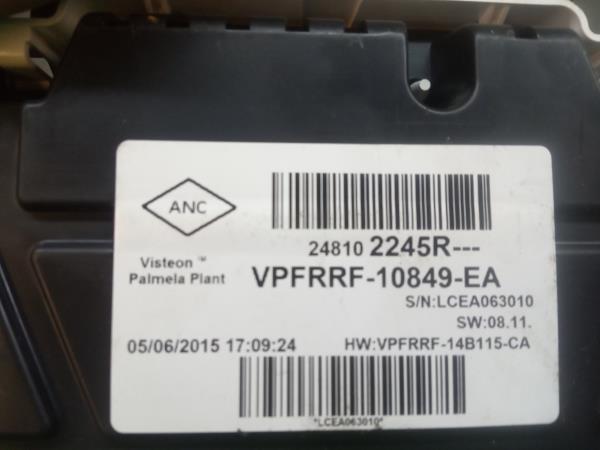 ANC
24810 2245R---
Visteon™
Palmela Plant
VPFRRF-10849-EA
S/N:LCEA063010
SW:08.11.
05/06/2015 17:09:24
HW:VPFRRF-14B115-CA
*LCEA063010*